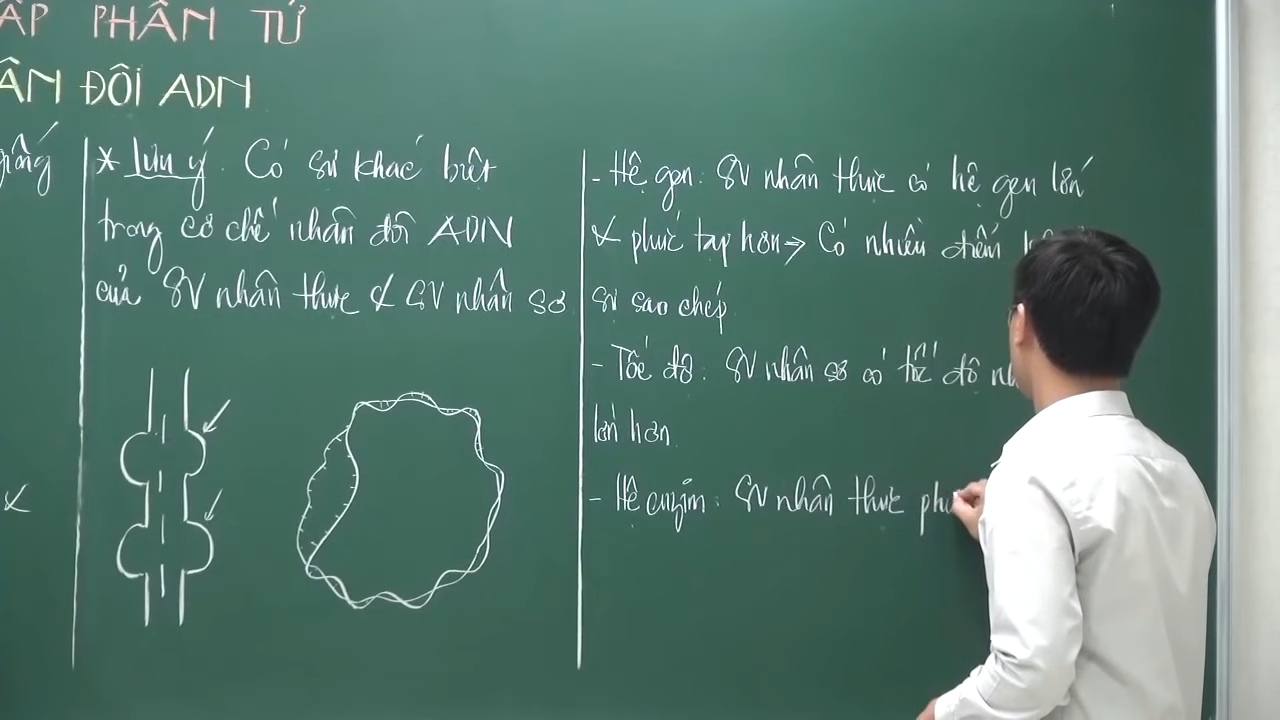 ẤP PHÂN TỬ
ÂN ĐÔI ADN
giống
* Lưu ý: Có sự khác biệt
trong cơ chế nhân đôi ADN
của SV nhân thực & SV nhân sơ
- Hệ gen: SV nhân thực có hệ gen lớn
& phức tạp hơn → Có nhiều điểm
sự sao chép.
- Tốc độ: SV nhân sơ có tốc độ nh
lần hơn.
- Hệ enzim: SV nhân thực phứ
&